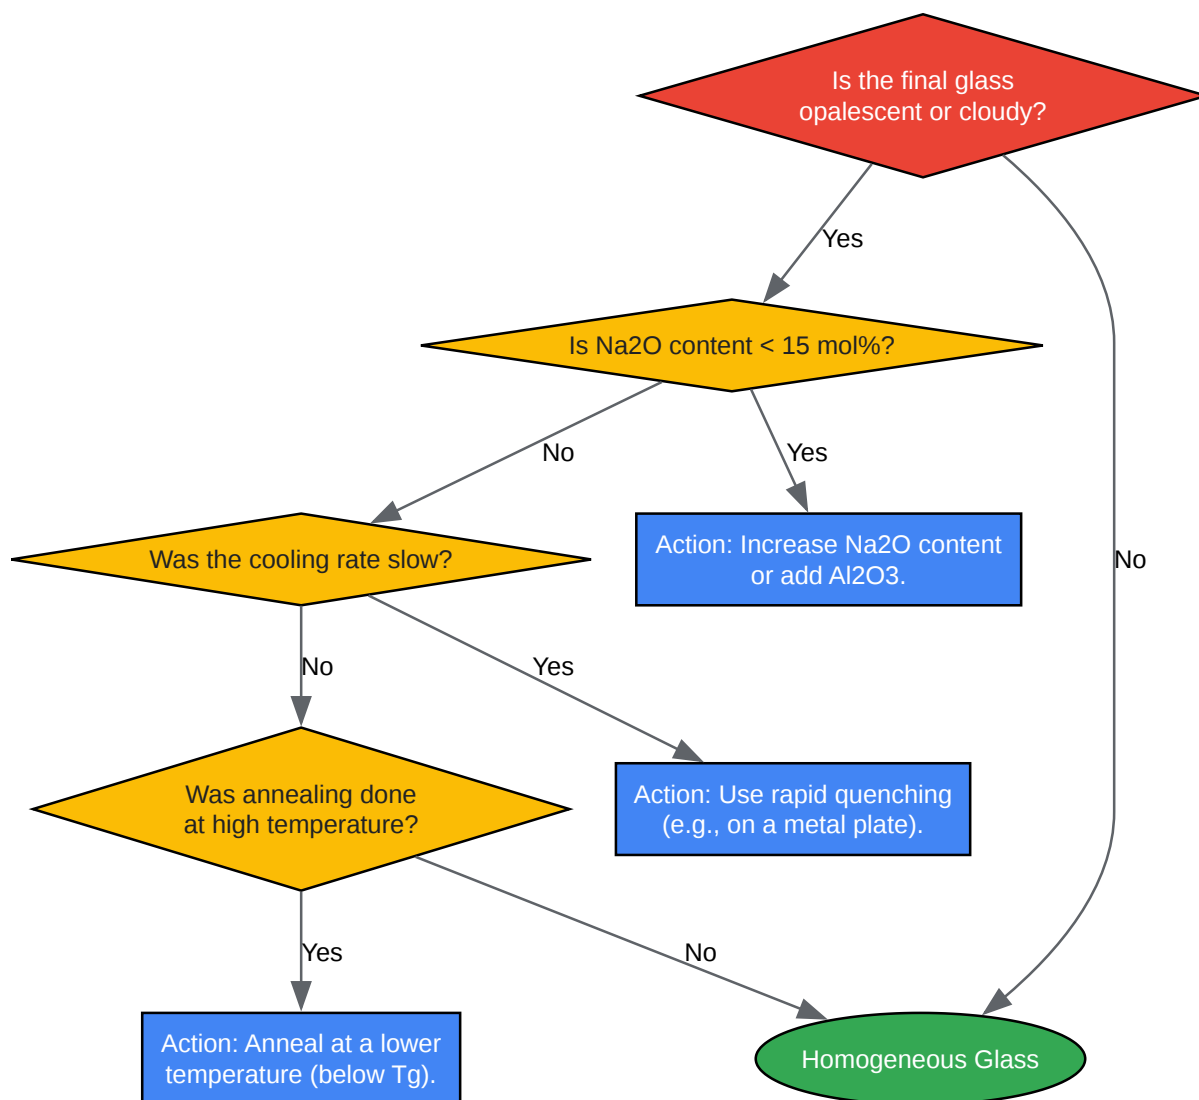 Is the final glass
opalescent or cloudy?
Yes
Is Na2O content < 15 mol%?
No
Yes
Was the cooling rate slow?
Action: Increase Na2O content
or add Al2O3.
No
No
Yes
Was annealing done
at high temperature?
Action: Use rapid quenching
(e.g., on a metal plate).
Yes
No
Action: Anneal at a lower
temperature (below Tg).
Homogeneous Glass